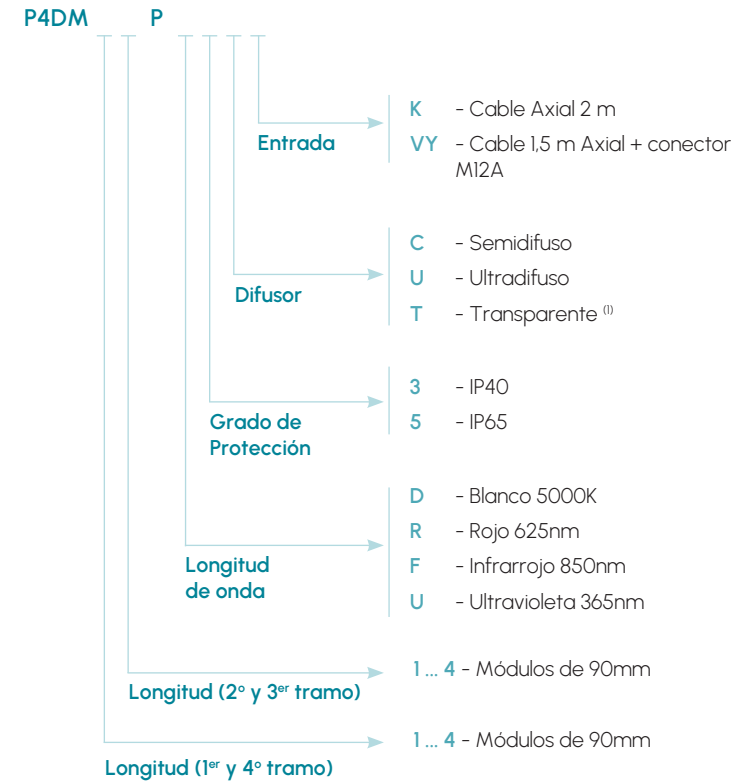 P4DM P
Entrada
K - Cable Axial 2 m
VY - Cable 1,5 m Axial + conector
M12A
Difusor
C - Semidifuso
U - Ultradifuso
T - Transparente (1)
Grado de
Protección
3 - IP40
5 - IP65
Longitud
de onda
D - Blanco 5000K
R - Rojo 625nm
F - Infrarrojo 850nm
U - Ultravioleta 365nm
Longitud (2º y 3er tramo)
1 ... 4 - Módulos de 90mm
Longitud (1er y 4º tramo)
1 ... 4 - Módulos de 90mm